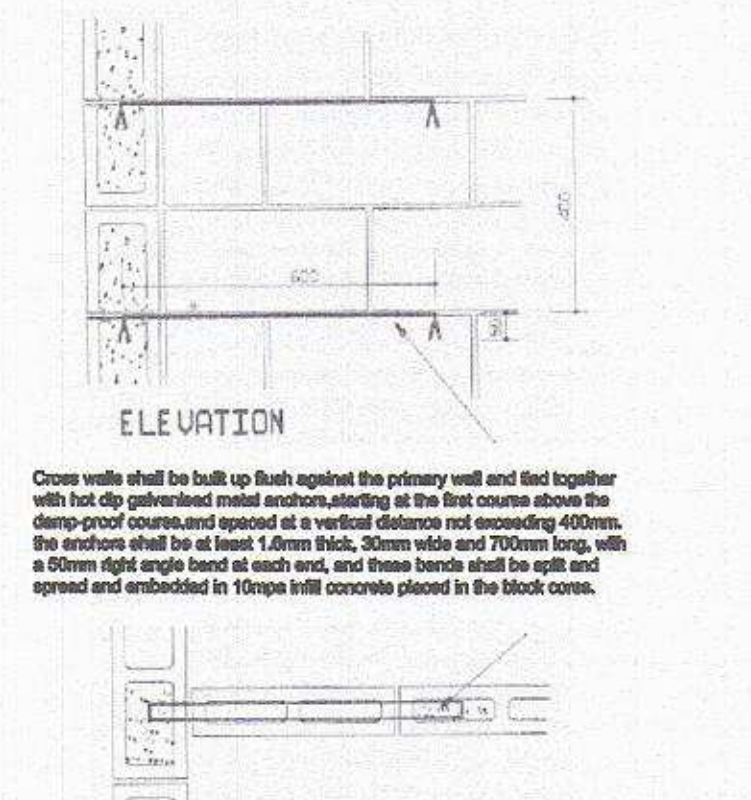 400
600
50
ELEVATION
Cross walls shall be built up flush against the primary wall and tied together
with hot dip galvanised metal anchors,starting at the first course above the
damp-proof course,and spaced at a vertical distance not exceeding 400mm.
the anchors shall be at least 1.6mm thick, 30mm wide and 700mm long, with
a 50mm right angle bend at each end, and these bends shall be split and
spread and embedded in 10mpa infill concrete placed in the block cores.